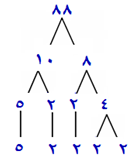 ٨٨
١٠ ٨
٥ ٢ ٢ ٤
٥ ٢ ٢ ٢ ٢